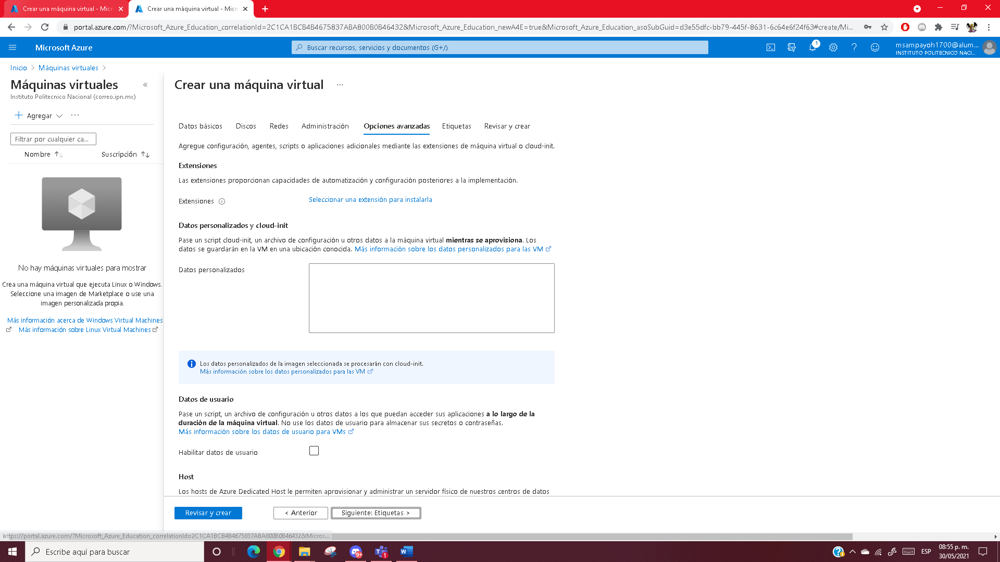 Crear una máquina virtual - Micr
Crear una máquina virtual - Micr
portal.azure.com/?Microsoft_Azure_Education_correlationId=2C1CA1BCB4B4675837ABA800B0B46432&Microsoft_Azure_Education_newA4E=true&Microsoft_Azure_Education_asoSubGuid=d3e55dfc-bb79-445f-8631-6c64e6f24f63#create/Mi...
Microsoft Azure
Buscar recursos, servicios y documentos (G+/)
1
msampayoh1700@alum...
INSTITUTO POLITECNICO NACI...
Inicio > Máquinas virtuales >
Máquinas virtuales «
Instituto Politecnico Nacional (correo.ipn.mx)
+ Agregar ...
Filtrar por cualquier ca...
Nombre ↑↓ Suscripción ↑↓
No hay máquinas virtuales para mostrar
Crea una máquina virtual que ejecuta Linux o Windows.
Seleccione una imagen de Marketplace o use una
imagen personalizada propia.
Más información acerca de Windows Virtual Machines
Más información sobre Linux Virtual Machines
Crear una máquina virtual ...
Datos básicos Discos Redes Administración Opciones avanzadas Etiquetas Revisar y crear
Agregue configuración, agentes, scripts o aplicaciones adicionales mediante las extensiones de máquina virtual o cloud-init.
Extensiones
Las extensiones proporcionan capacidades de automatización y configuración posteriores a la implementación.
Extensiones Seleccionar una extensión para instalarla
Datos personalizados y cloud-init
Pase un script cloud-init, un archivo de configuración u otros datos a la máquina virtual mientras se aprovisiona. Los
datos se guardarán en la VM en una ubicación conocida. Más información sobre los datos personalizados para las VM
Datos personalizados
Los datos personalizados de la imagen seleccionada se procesarán con cloud-init.
Más información sobre los datos personalizados para las VM
Datos de usuario
Pase un script, un archivo de configuración u otros datos a los que puedan acceder sus aplicaciones a lo largo de la
duración de la máquina virtual. No use los datos de usuario para almacenar sus secretos o contraseñas.
Más información sobre los datos de usuario para VMs
Habilitar datos de usuario
Host
Los hosts de Azure Dedicated Host le permiten aprovisionar y administrar un servidor físico de nuestros centros de datos
Revisar y crear < Anterior Siguiente: Etiquetas >
https://portal.azure.com/?Microsoft_Azure_Education_correlationId=2C1CA1BCB4B4675837ABA800B0B46432&Micros...
Escribe aquí para buscar
9+
1
ESP
08:55 p. m.
30/05/2021